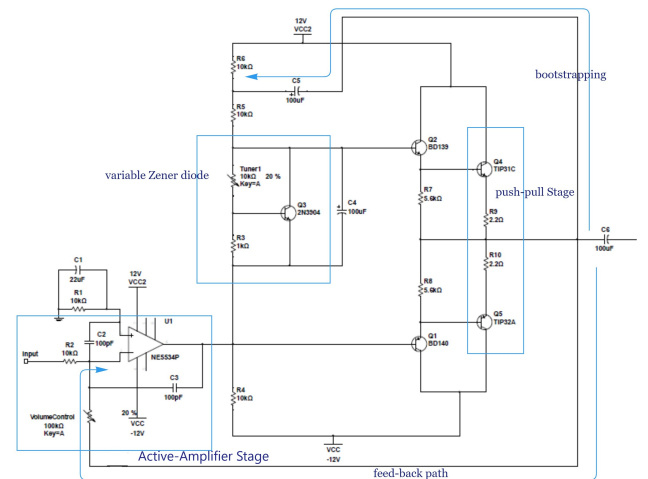 12V
VCC2
R6
10kΩ
bootstrapping
C5
100uF
R5
10kΩ
Q2
BD139
variable Zener diode
Tuner1
10kΩ
Key=A
20 %
Q4
TIP31C
Q3
2N3904
C4
100uF
R7
5.6kΩ
push-pull Stage
R9
2.2Ω
R3
1kΩ
C6
100uF
R10
2.2Ω
C1
22uF
12V
VCC2
R8
5.6kΩ
R1
10kΩ
U1
Q5
TIP32A
C2
100pF
Input
R2
10kΩ
NE5534P
Q1
BD140
C3
100pF
R4
10kΩ
VolumeControl
100kΩ
Key=A
20 %
VCC
-12V
VCC
-12V
Active-Amplifier Stage
feed-back path